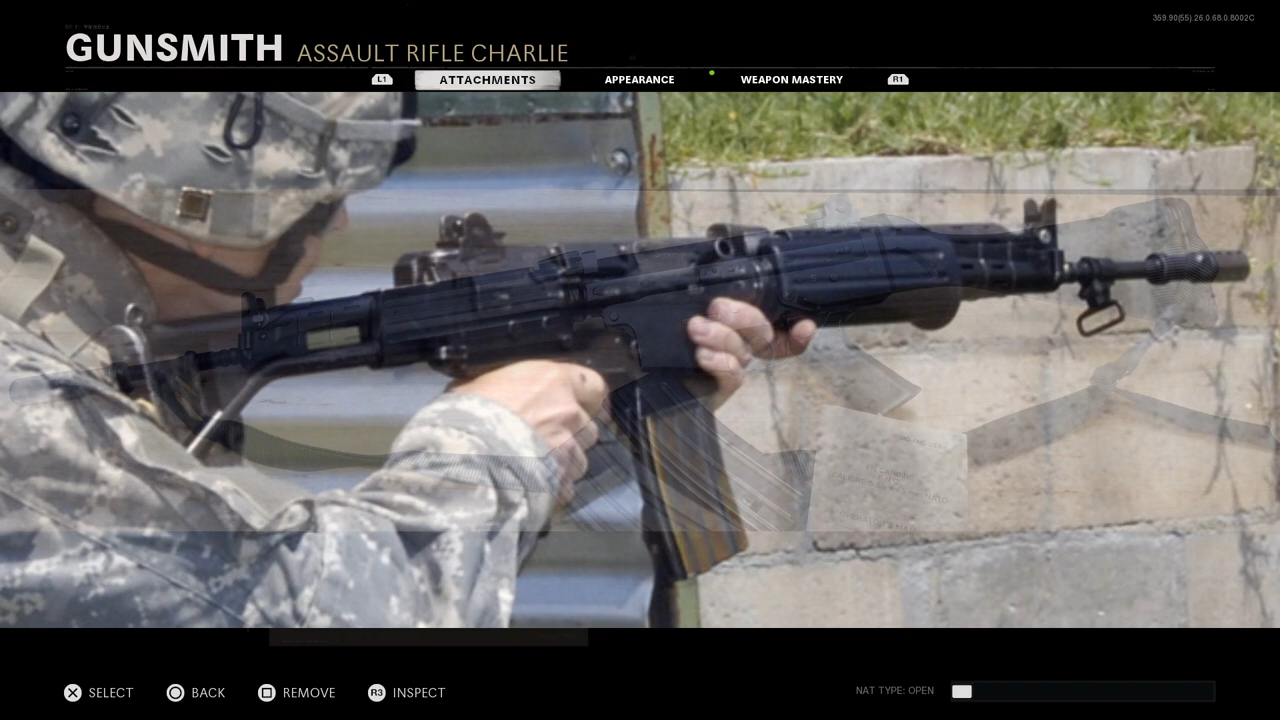 359.90(55).26.0.68.0.8002C
GUNSMITH ASSAULT RIFLE CHARLIE
L1 ATTACHMENTS APPEARANCE WEAPON MASTERY R1
SELECT BACK REMOVE R3 INSPECT
NAT TYPE: OPEN